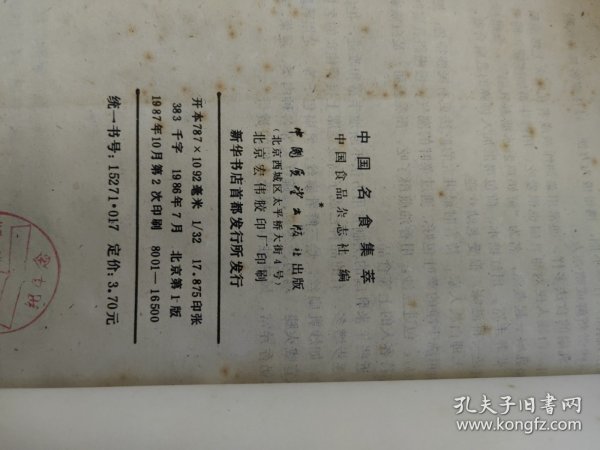 中国名食集萃
中国食品杂志社 编
*
中国展望出版社出版
（北京西城区太平桥大街4号）
北京宏伟胶印厂印刷
新华书店首都发行所发行
开本787×1092毫米 1/32 17.875印张
383 千字 1986年7月 北京第1版
1987年10月第2次印刷 8001—16500
统一书号：15271·017 定价：3.70元
孔夫子旧书网
www.kongfz.com